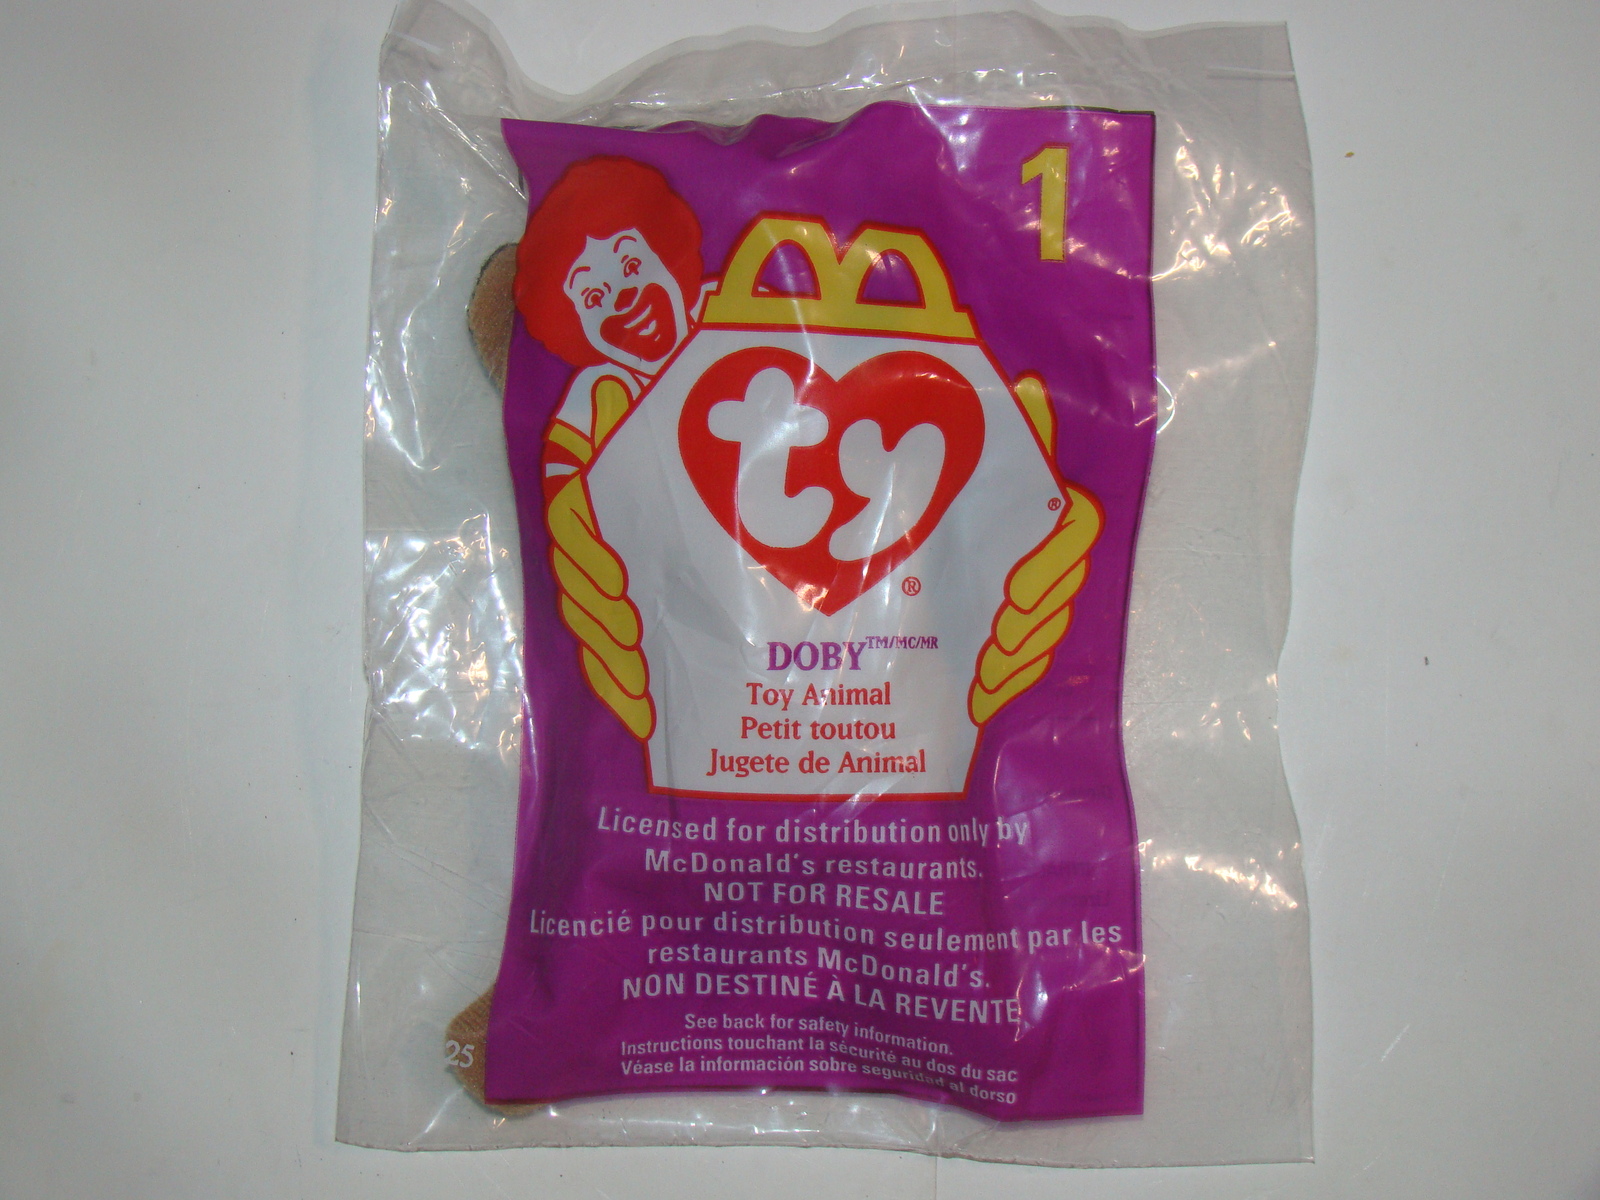 1
ty
®
®
DOBY™/MC/MR
Toy Animal
Petit toutou
Jugete de Animal
Licensed for distribution only by
McDonald's restaurants.
NOT FOR RESALE
Licencié pour distribution seulement par les
restaurants McDonald's.
NON DESTINÉ À LA REVENTE
See back for safety information.
Instructions touchant la sécurité au dos du sac
Véase la información sobre seguridad al dorso
25